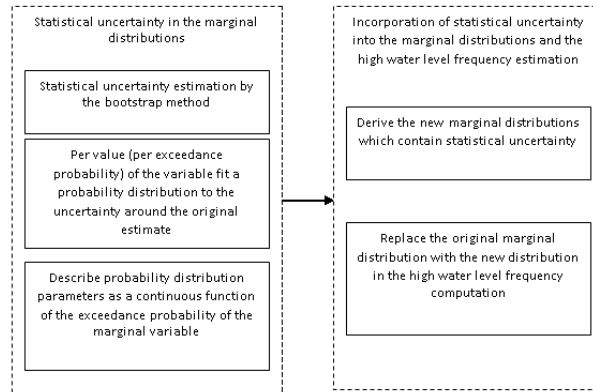 Statistical uncertainty in the marginal
distributions
Statistical uncertainty estimation by
the bootstrap method
Per value (per exceedance
probability) of the variable fit a
probability distribution to the
uncertainty around the original
estimate
Describe probability distribution
parameters as a continuous function
of the exceedance probability of the
marginal variable
Incorporation of statistical uncertainty
into the marginal distributions and the
high water level frequency estimation
Derive the new marginal distributions
which contain statistical uncertainty
Replace the original marginal
distribution with the new distribution
in the high water level frequency
computation